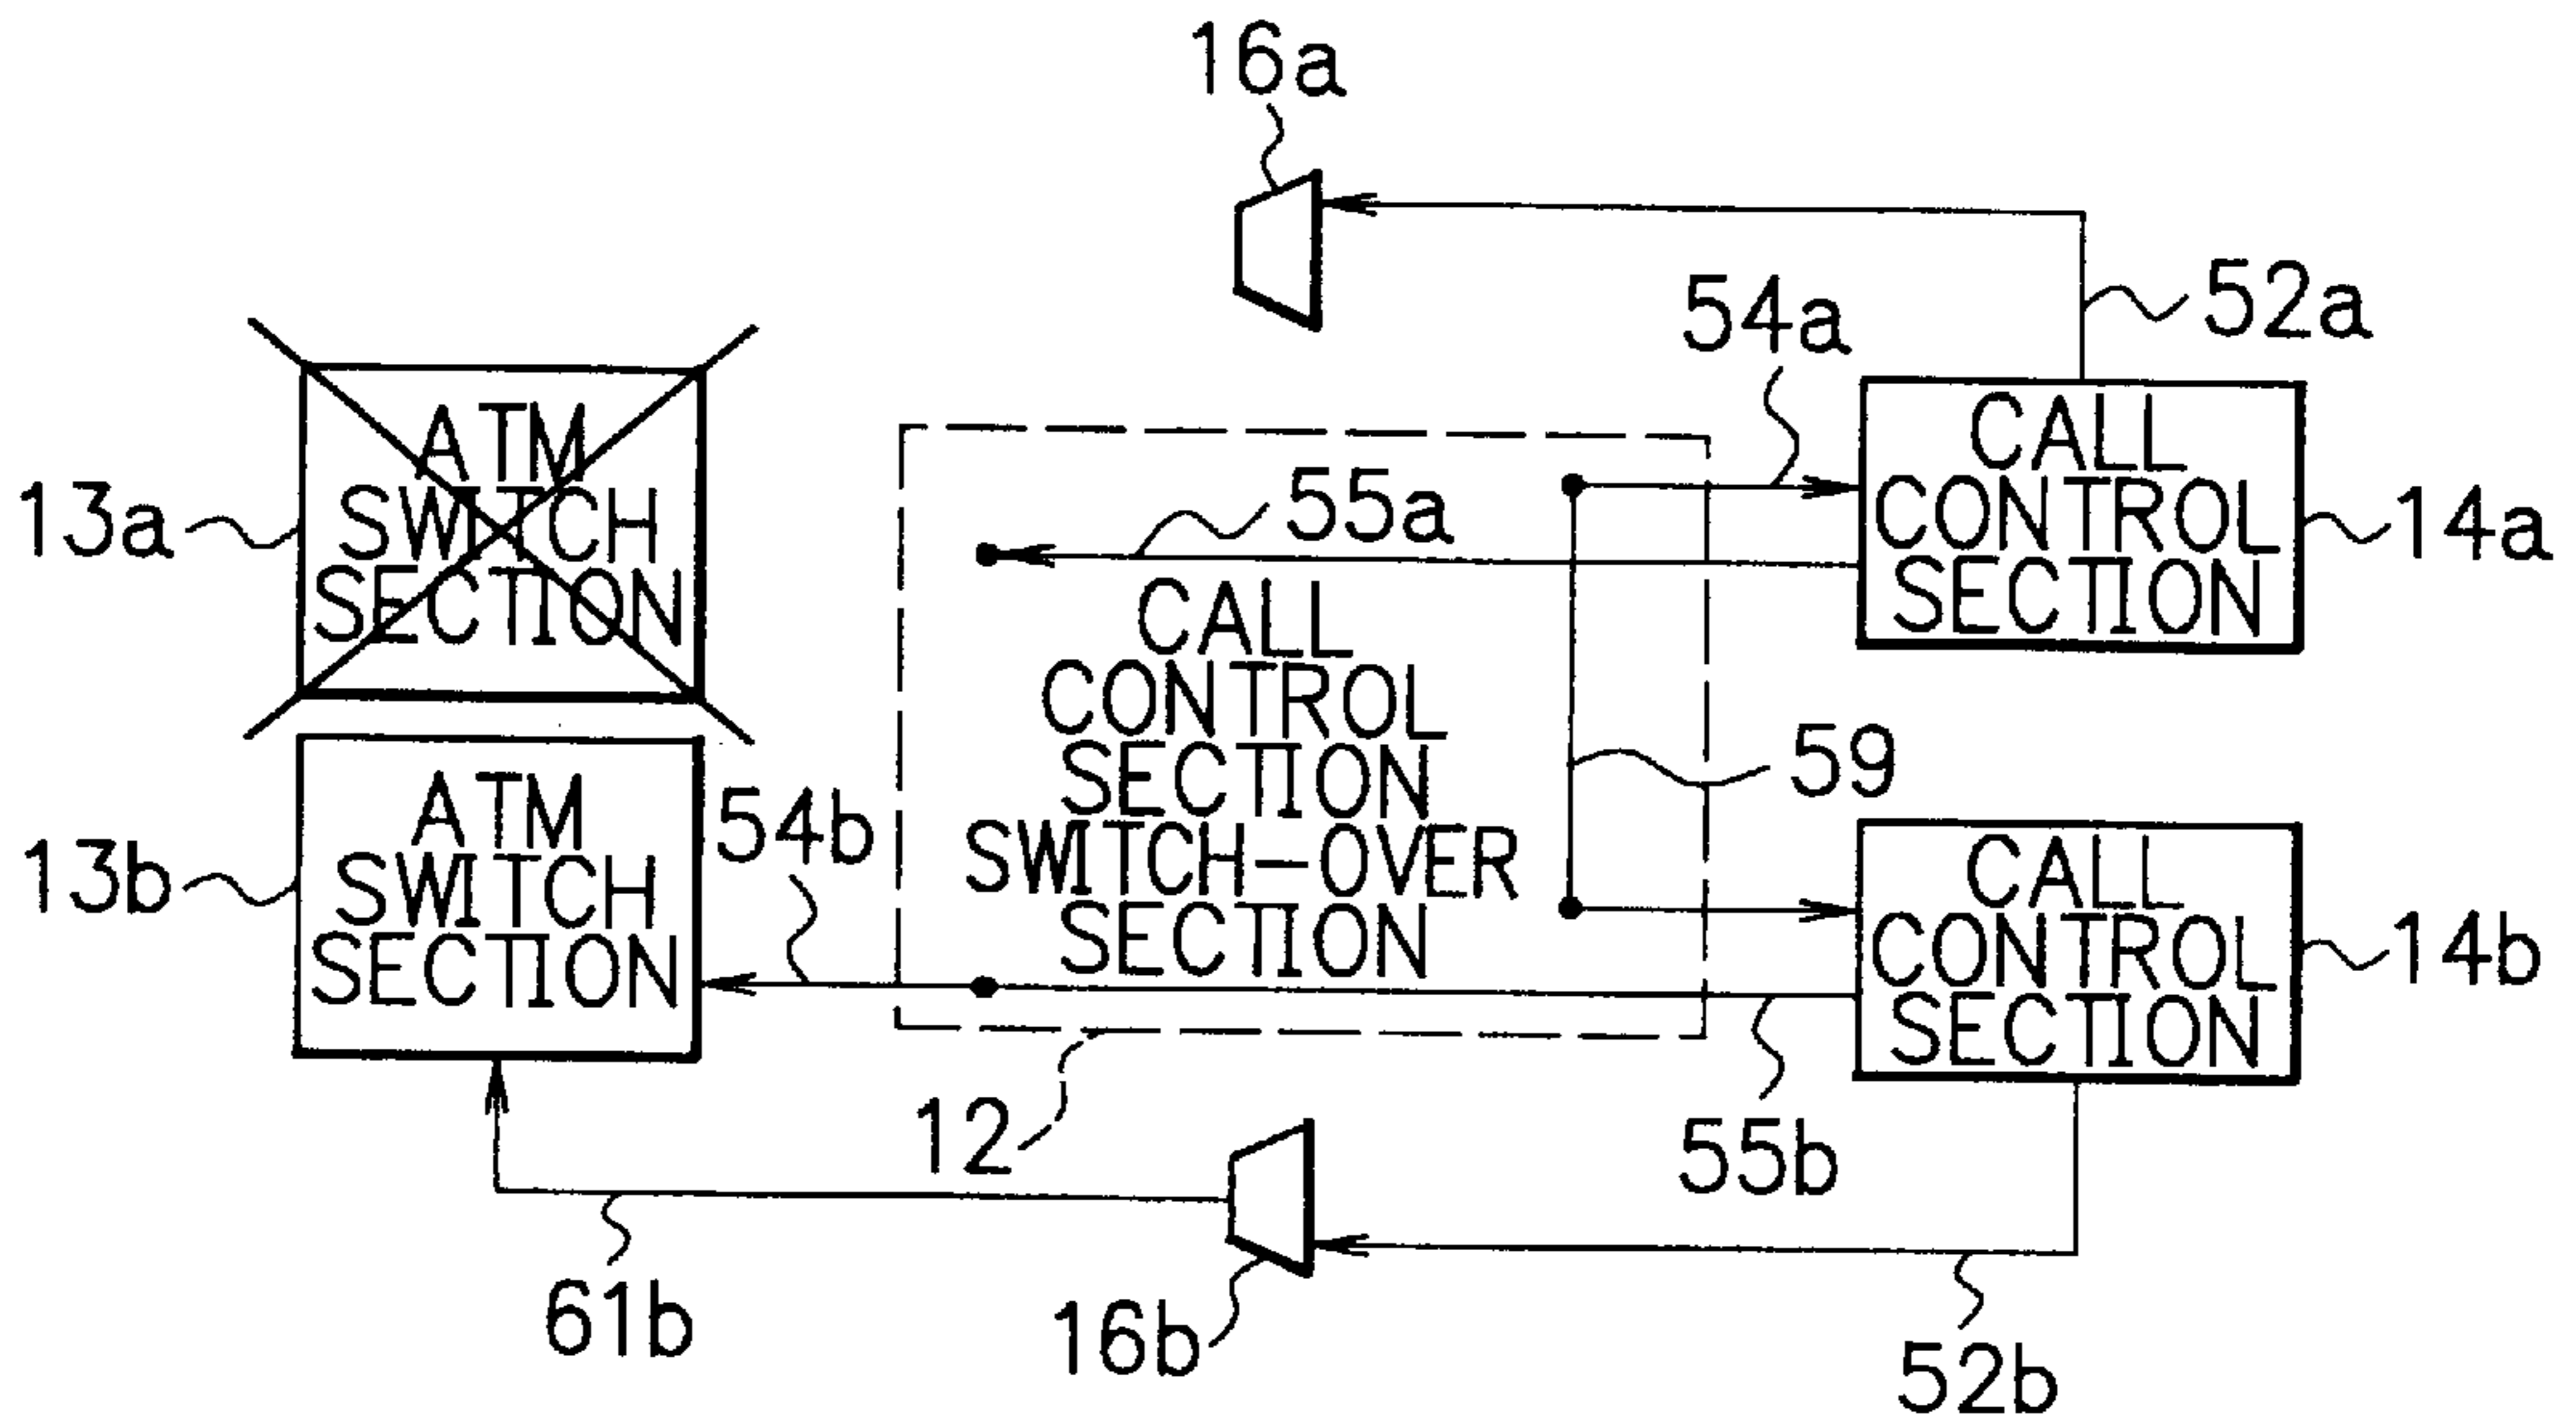 16a
52a
54a
ATM
SWITCH
SECTION
13a
55a
CALL
CONTROL
SECTION
14a
CALL
CONTROL
SECTION
SWITCH-OVER
SECTION
59
ATM
SWITCH
SECTION
13b
54b
CALL
CONTROL
SECTION
14b
12
55b
61b
16b
52b